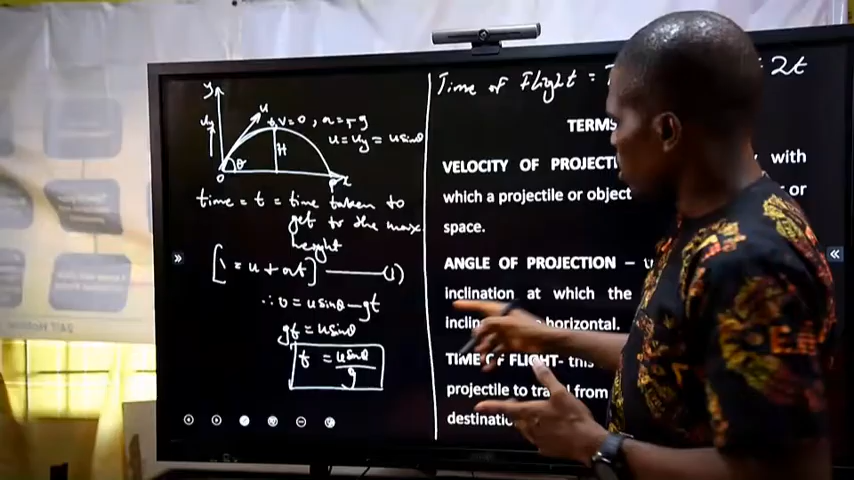 y
u
V=0, a=-g
uy
u=uy = usinθ
H
θ
O
x
time = t = time taken to
get to the max
height
[v = u + at] ——— (1)
∴ 0 = usinθ - gt
gt = usinθ
t = usinθ
g
Time of Flight =
= 2t
TERMS
VELOCITY OF PROJECTI
with
which a projectile or object
or
space.
ANGLE OF PROJECTION –
inclination at which the
horizontal.
TIME OF FLIGHT- this
projectile to
from
destination